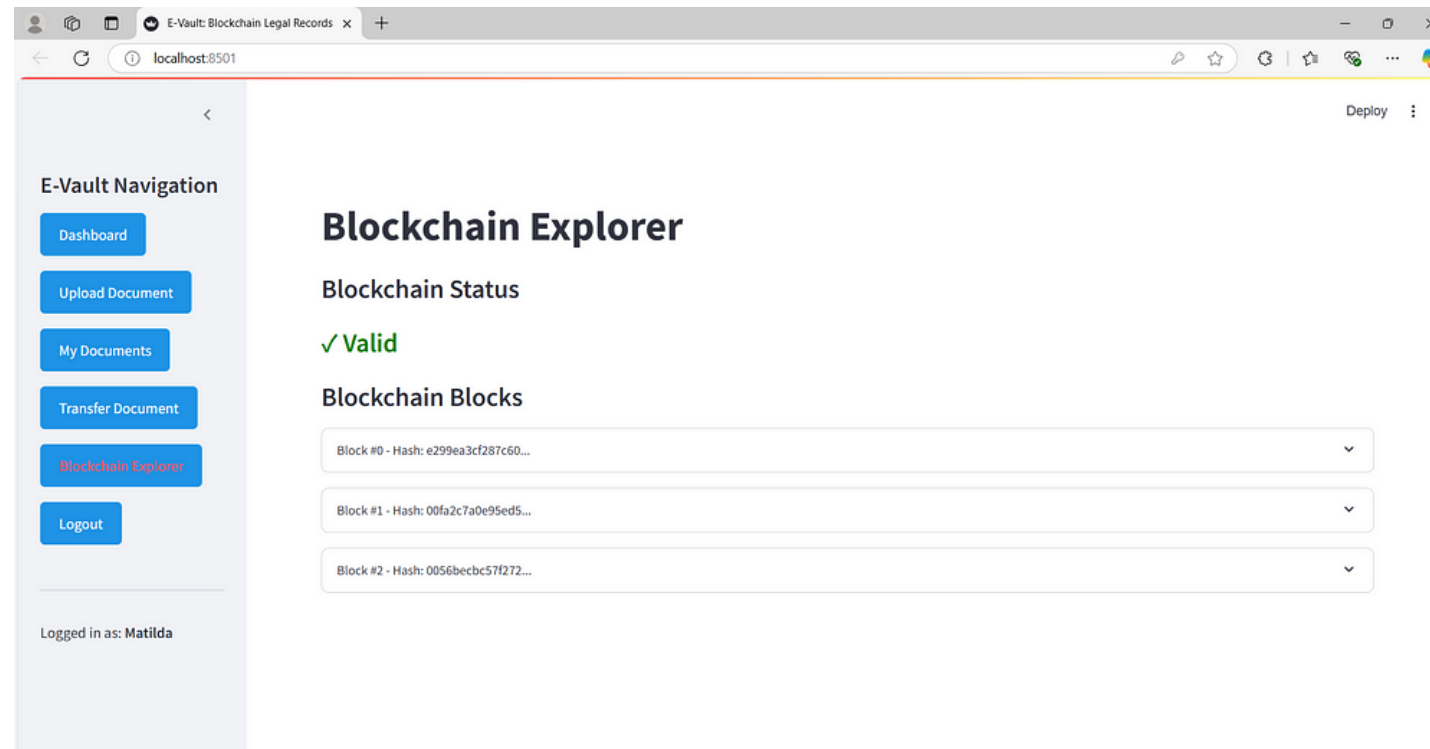 E-Vault: Blockchain Legal Records
localhost:8501
Deploy
E-Vault Navigation
Dashboard
Upload Document
My Documents
Transfer Document
Blockchain Explorer
Logout
Logged in as: Matilda
Blockchain Explorer
Blockchain Status
✓ Valid
Blockchain Blocks
Block #0 - Hash: e299ea3cf287c60...
Block #1 - Hash: 00fa2c7a0e95ed5...
Block #2 - Hash: 0056becbc57f272...